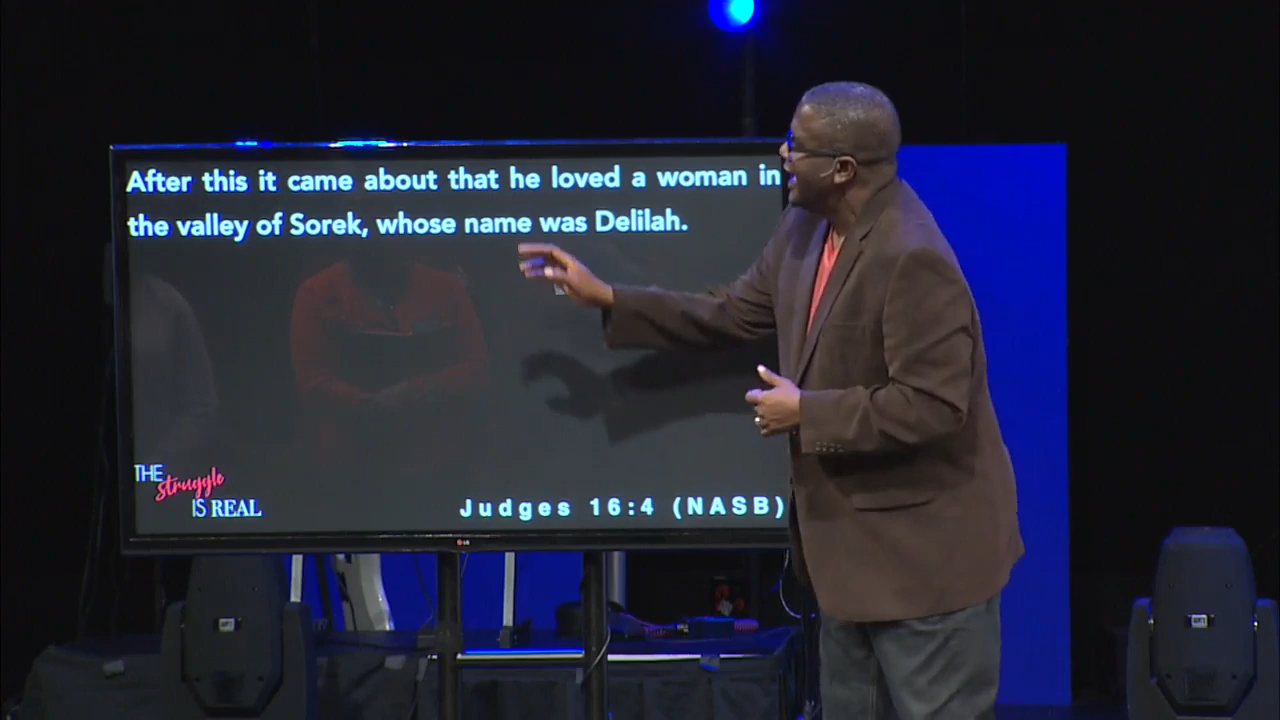 After this it came about that he loved a woman in
the valley of Sorek, whose name was Delilah.
THE
struggle
IS REAL
Judges 16:4 (NASB)
LG